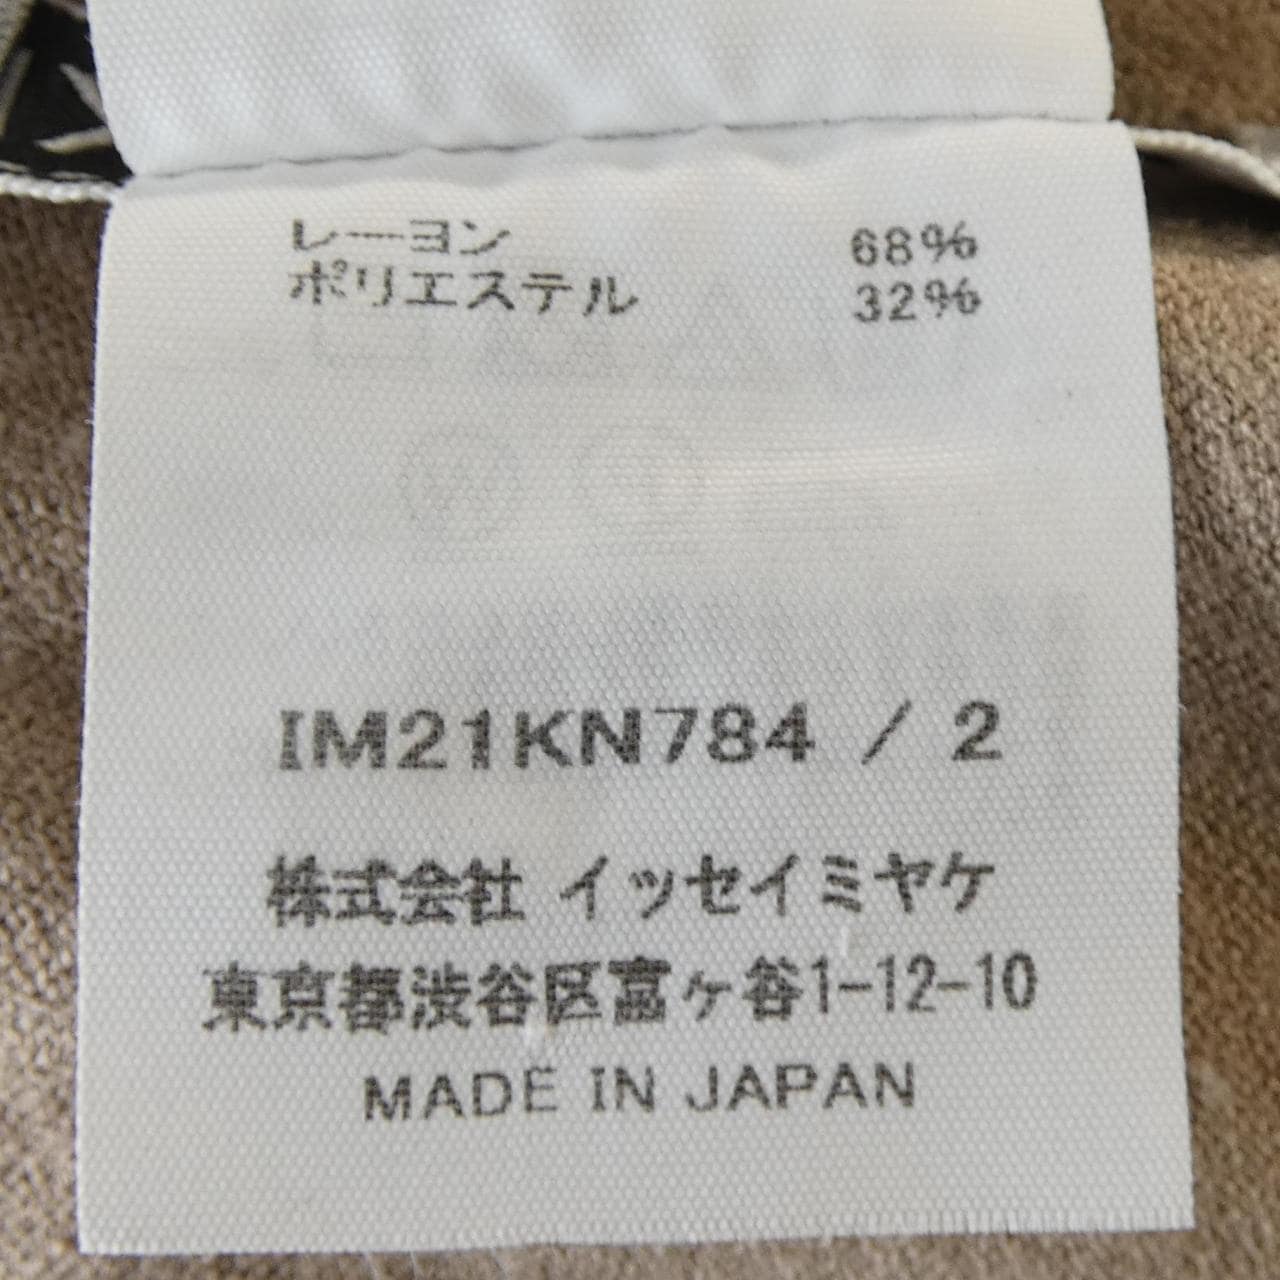 レーヨン 68%
ポリエステル 32%
IM21KN784 / 2
株式会社 イッセイミヤケ
東京都渋谷区富ヶ谷1-12-10
MADE IN JAPAN